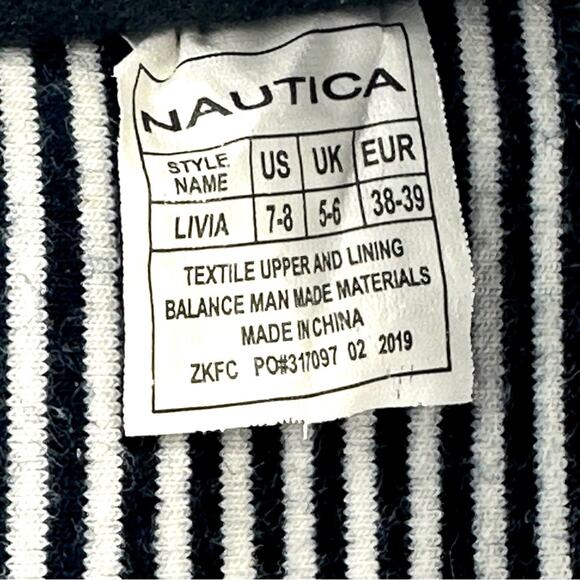 NAUTICA
STYLE NAME US UK EUR
LIVIA 7-8 5-6 38-39
TEXTILE UPPER AND LINING
BALANCE MAN MADE MATERIALS
MADE IN CHINA
ZKFC PO#317097 02 2019